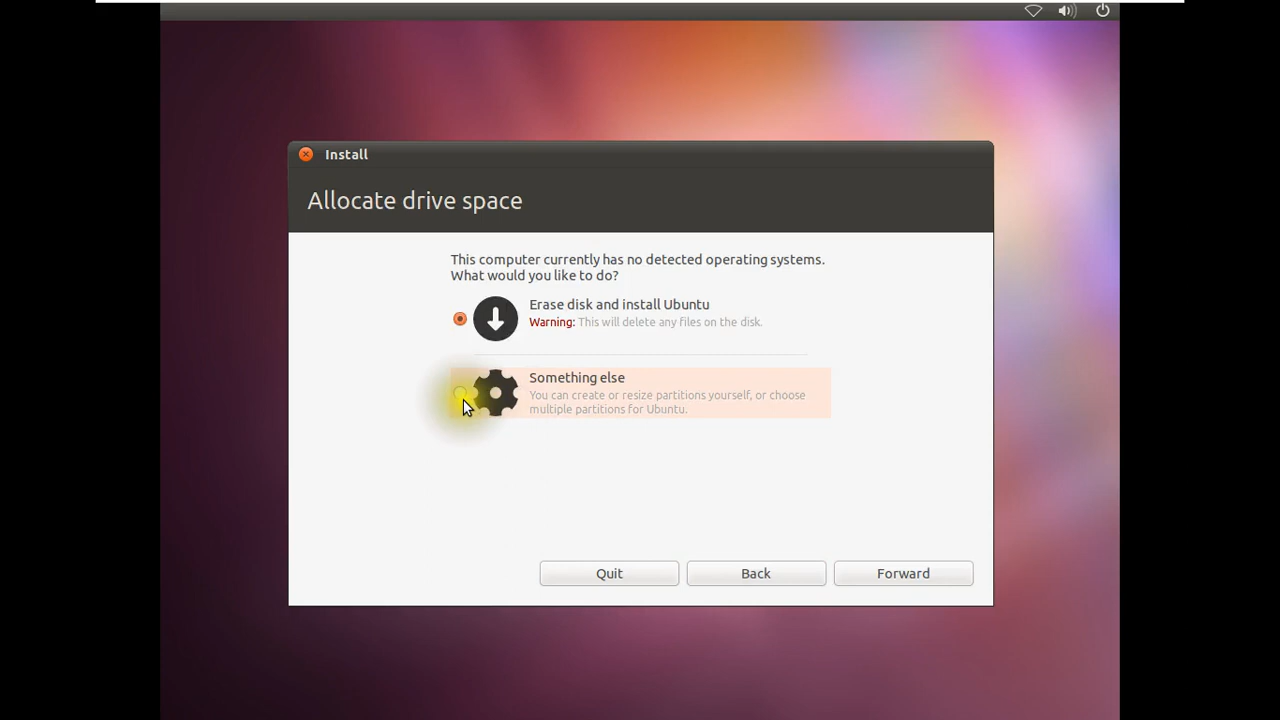 Install
Allocate drive space
This computer currently has no detected operating systems.
What would you like to do?
Erase disk and install Ubuntu
Warning: This will delete any files on the disk.
Something else
You can create or resize partitions yourself, or choose
multiple partitions for Ubuntu.
Quit
Back
Forward